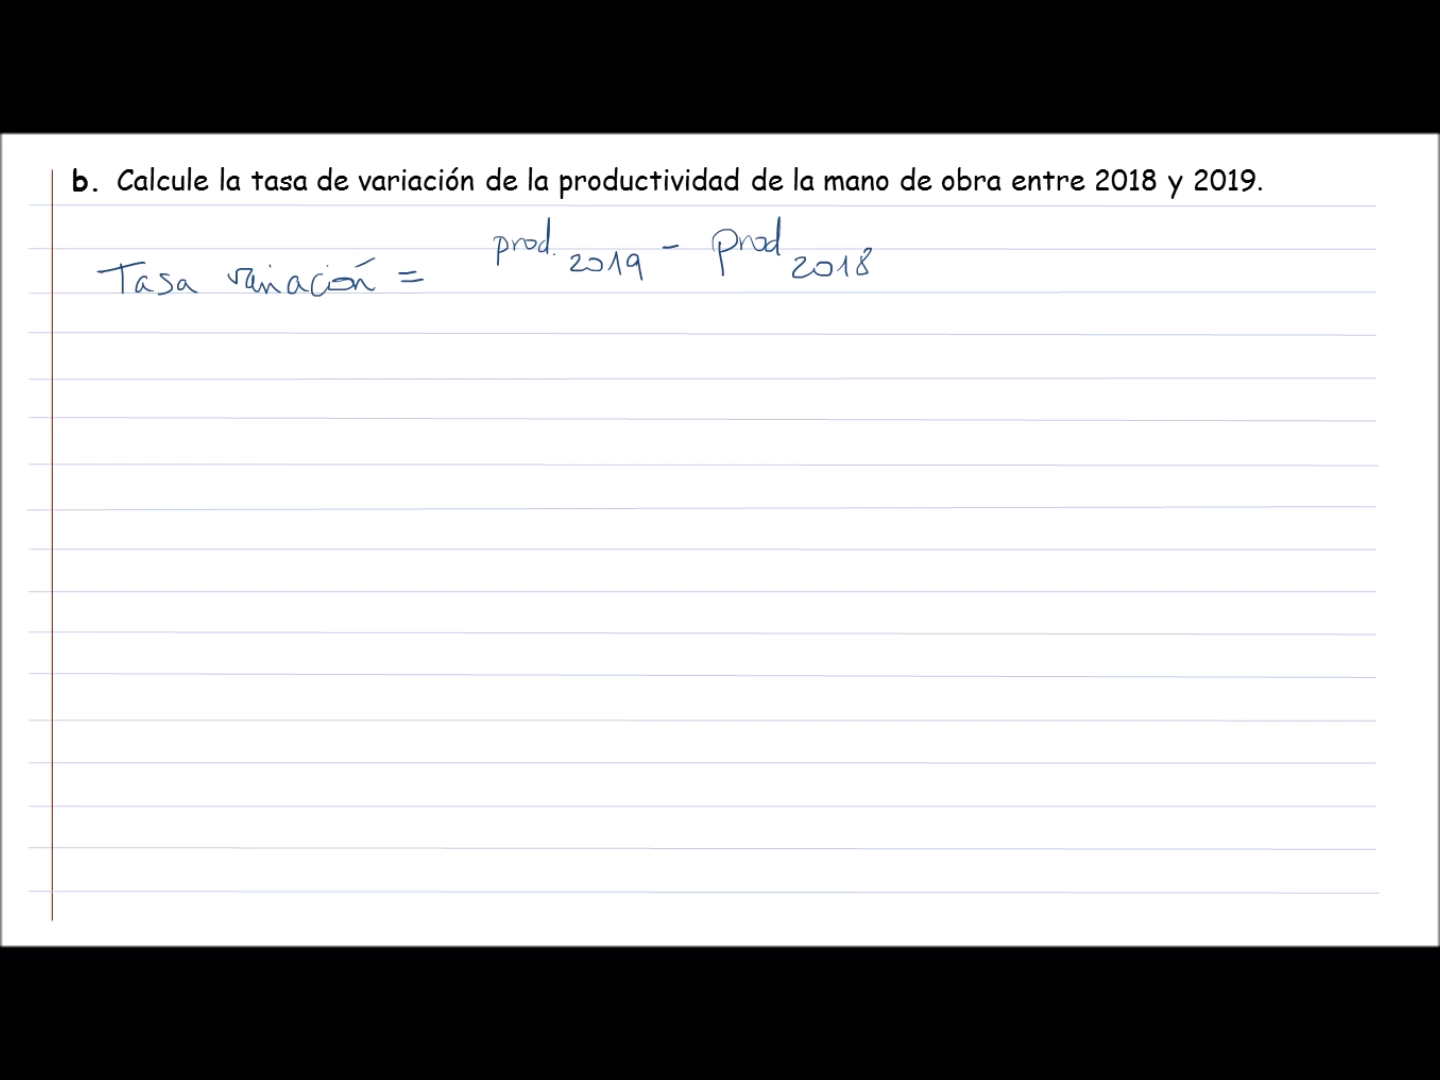 b. Calcule la tasa de variación de la productividad de la mano de obra entre 2018 y 2019.
Tasa variación = prod. 2019 - Prod 2018